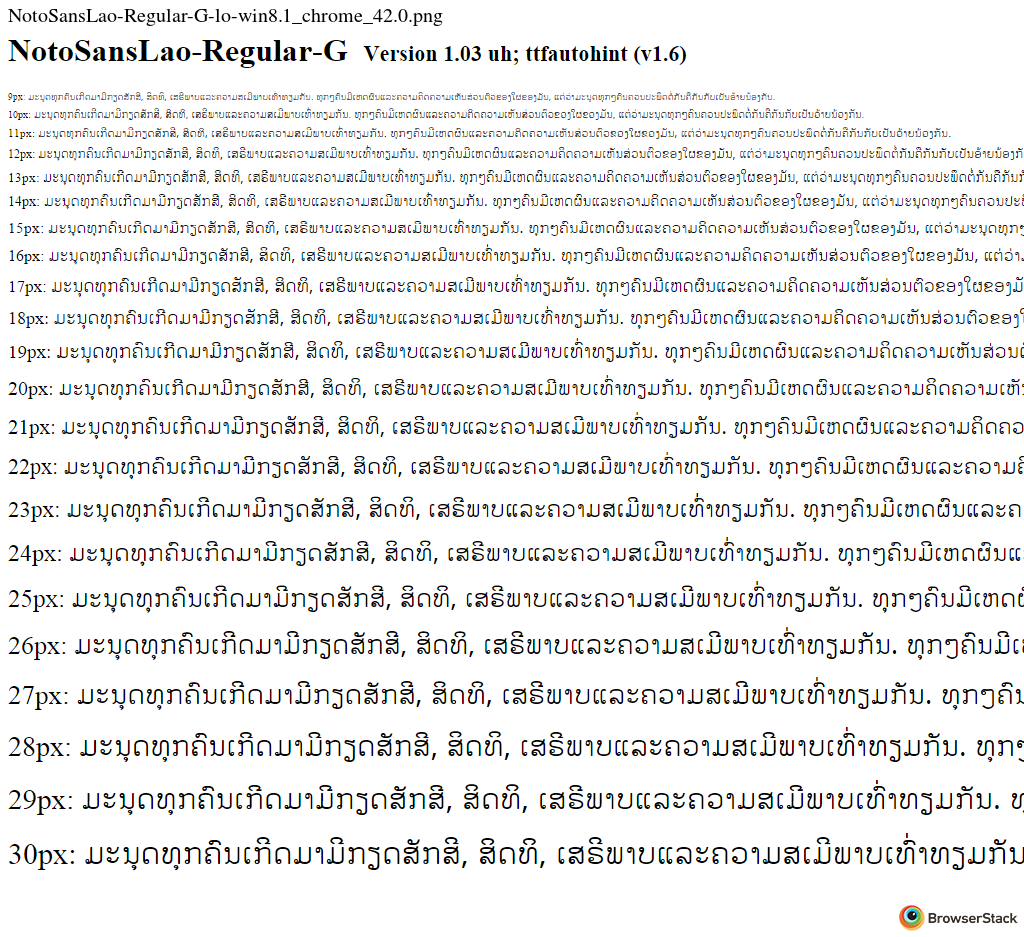 NotoSansLao-Regular-G-lo-win8.1_chrome_42.0.png
NotoSansLao-Regular-G Version 1.03 uh; ttfautohint (v1.6)
9px: ມະນຸດທຸກຄົນເກີດມາມີກຽດສັກສີ, ສິດທິ, ເສຣີພາບແລະຄວາມສເມີພາບເທົ່າທຽມກັນ. ທຸກໆຄົນມີເຫດຜົນແລະຄວາມຄິດຄວາມເຫັນສ່ວນຕົວຂອງໃຜຂອງມັນ, ແຕ່ວ່າມະນຸດທຸກໆຄົນຄວນປະພຶດຕໍ່ກັນຄືກັນກັບເປັນອ້າຍນ້ອງກັນ.
10px: ມະນຸດທຸກຄົນເກີດມາມີກຽດສັກສີ, ສິດທິ, ເສຣີພາບແລະຄວາມສເມີພາບເທົ່າທຽມກັນ. ທຸກໆຄົນມີເຫດຜົນແລະຄວາມຄິດຄວາມເຫັນສ່ວນຕົວຂອງໃຜຂອງມັນ, ແຕ່ວ່າມະນຸດທຸກໆຄົນຄວນປະພຶດຕໍ່ກັນຄືກັນກັບເປັນອ້າຍນ້ອງກັນ.
11px: ມະນຸດທຸກຄົນເກີດມາມີກຽດສັກສີ, ສິດທິ, ເສຣີພາບແລະຄວາມສເມີພາບເທົ່າທຽມກັນ. ທຸກໆຄົນມີເຫດຜົນແລະຄວາມຄິດຄວາມເຫັນສ່ວນຕົວຂອງໃຜຂອງມັນ, ແຕ່ວ່າມະນຸດທຸກໆຄົນຄວນປະພຶດຕໍ່ກັນຄືກັນກັບເປັນອ້າຍນ້ອງກັນ.
12px: ມະນຸດທຸກຄົນເກີດມາມີກຽດສັກສີ, ສິດທິ, ເສຣີພາບແລະຄວາມສເມີພາບເທົ່າທຽມກັນ. ທຸກໆຄົນມີເຫດຜົນແລະຄວາມຄິດຄວາມເຫັນສ່ວນຕົວຂອງໃຜຂອງມັນ, ແຕ່ວ່າມະນຸດທຸກໆຄົນຄວນປະພຶດຕໍ່ກັນຄືກັນກັບເປັນອ້າຍນ້ອງກັ
13px: ມະນຸດທຸກຄົນເກີດມາມີກຽດສັກສີ, ສິດທິ, ເສຣີພາບແລະຄວາມສເມີພາບເທົ່າທຽມກັນ. ທຸກໆຄົນມີເຫດຜົນແລະຄວາມຄິດຄວາມເຫັນສ່ວນຕົວຂອງໃຜຂອງມັນ, ແຕ່ວ່າມະນຸດທຸກໆຄົນຄວນປະພຶດຕໍ່ກັນຄືກັນ
14px: ມະນຸດທຸກຄົນເກີດມາມີກຽດສັກສີ, ສິດທິ, ເສຣີພາບແລະຄວາມສເມີພາບເທົ່າທຽມກັນ. ທຸກໆຄົນມີເຫດຜົນແລະຄວາມຄິດຄວາມເຫັນສ່ວນຕົວຂອງໃຜຂອງມັນ, ແຕ່ວ່າມະນຸດທຸກໆຄົນຄວນປະ
15px: ມະນຸດທຸກຄົນເກີດມາມີກຽດສັກສີ, ສິດທິ, ເສຣີພາບແລະຄວາມສເມີພາບເທົ່າທຽມກັນ. ທຸກໆຄົນມີເຫດຜົນແລະຄວາມຄິດຄວາມເຫັນສ່ວນຕົວຂອງໃຜຂອງມັນ, ແຕ່ວ່າມະນຸດທຸກໆ
16px: ມະນຸດທຸກຄົນເກີດມາມີກຽດສັກສີ, ສິດທິ, ເສຣີພາບແລະຄວາມສເມີພາບເທົ່າທຽມກັນ. ທຸກໆຄົນມີເຫດຜົນແລະຄວາມຄິດຄວາມເຫັນສ່ວນຕົວຂອງໃຜຂອງມັນ, ແຕ່ວ່າ
17px: ມະນຸດທຸກຄົນເກີດມາມີກຽດສັກສີ, ສິດທິ, ເສຣີພາບແລະຄວາມສເມີພາບເທົ່າທຽມກັນ. ທຸກໆຄົນມີເຫດຜົນແລະຄວາມຄິດຄວາມເຫັນສ່ວນຕົວຂອງໃຜຂອງມັ
18px: ມະນຸດທຸກຄົນເກີດມາມີກຽດສັກສີ, ສິດທິ, ເສຣີພາບແລະຄວາມສເມີພາບເທົ່າທຽມກັນ. ທຸກໆຄົນມີເຫດຜົນແລະຄວາມຄິດຄວາມເຫັນສ່ວນຕົວຂອງ
19px: ມະນຸດທຸກຄົນເກີດມາມີກຽດສັກສີ, ສິດທິ, ເສຣີພາບແລະຄວາມສເມີພາບເທົ່າທຽມກັນ. ທຸກໆຄົນມີເຫດຜົນແລະຄວາມຄິດຄວາມເຫັນສ່ວນ
20px: ມະນຸດທຸກຄົນເກີດມາມີກຽດສັກສີ, ສິດທິ, ເສຣີພາບແລະຄວາມສເມີພາບເທົ່າທຽມກັນ. ທຸກໆຄົນມີເຫດຜົນແລະຄວາມຄິດຄວາມເຫັ
21px: ມະນຸດທຸກຄົນເກີດມາມີກຽດສັກສີ, ສິດທິ, ເສຣີພາບແລະຄວາມສເມີພາບເທົ່າທຽມກັນ. ທຸກໆຄົນມີເຫດຜົນແລະຄວາມຄິດຄວ
22px: ມະນຸດທຸກຄົນເກີດມາມີກຽດສັກສີ, ສິດທິ, ເສຣີພາບແລະຄວາມສເມີພາບເທົ່າທຽມກັນ. ທຸກໆຄົນມີເຫດຜົນແລະຄວາມຄິ
23px: ມະນຸດທຸກຄົນເກີດມາມີກຽດສັກສີ, ສິດທິ, ເສຣີພາບແລະຄວາມສເມີພາບເທົ່າທຽມກັນ. ທຸກໆຄົນມີເຫດຜົນແລະຄ
24px: ມະນຸດທຸກຄົນເກີດມາມີກຽດສັກສີ, ສິດທິ, ເສຣີພາບແລະຄວາມສເມີພາບເທົ່າທຽມກັນ. ທຸກໆຄົນມີເຫດຜົນແ
25px: ມະນຸດທຸກຄົນເກີດມາມີກຽດສັກສີ, ສິດທິ, ເສຣີພາບແລະຄວາມສເມີພາບເທົ່າທຽມກັນ. ທຸກໆຄົນມີເຫດ
26px: ມະນຸດທຸກຄົນເກີດມາມີກຽດສັກສີ, ສິດທິ, ເສຣີພາບແລະຄວາມສເມີພາບເທົ່າທຽມກັນ. ທຸກໆຄົນມີເ
27px: ມະນຸດທຸກຄົນເກີດມາມີກຽດສັກສີ, ສິດທິ, ເສຣີພາບແລະຄວາມສເມີພາບເທົ່າທຽມກັນ. ທຸກໆຄົນ
28px: ມະນຸດທຸກຄົນເກີດມາມີກຽດສັກສີ, ສິດທິ, ເສຣີພາບແລະຄວາມສເມີພາບເທົ່າທຽມກັນ. ທຸກໆ
29px: ມະນຸດທຸກຄົນເກີດມາມີກຽດສັກສີ, ສິດທິ, ເສຣີພາບແລະຄວາມສເມີພາບເທົ່າທຽມກັນ. ທຸ
30px: ມະນຸດທຸກຄົນເກີດມາມີກຽດສັກສີ, ສິດທິ, ເສຣີພາບແລະຄວາມສເມີພາບເທົ່າທຽມກັນ
BrowserStack